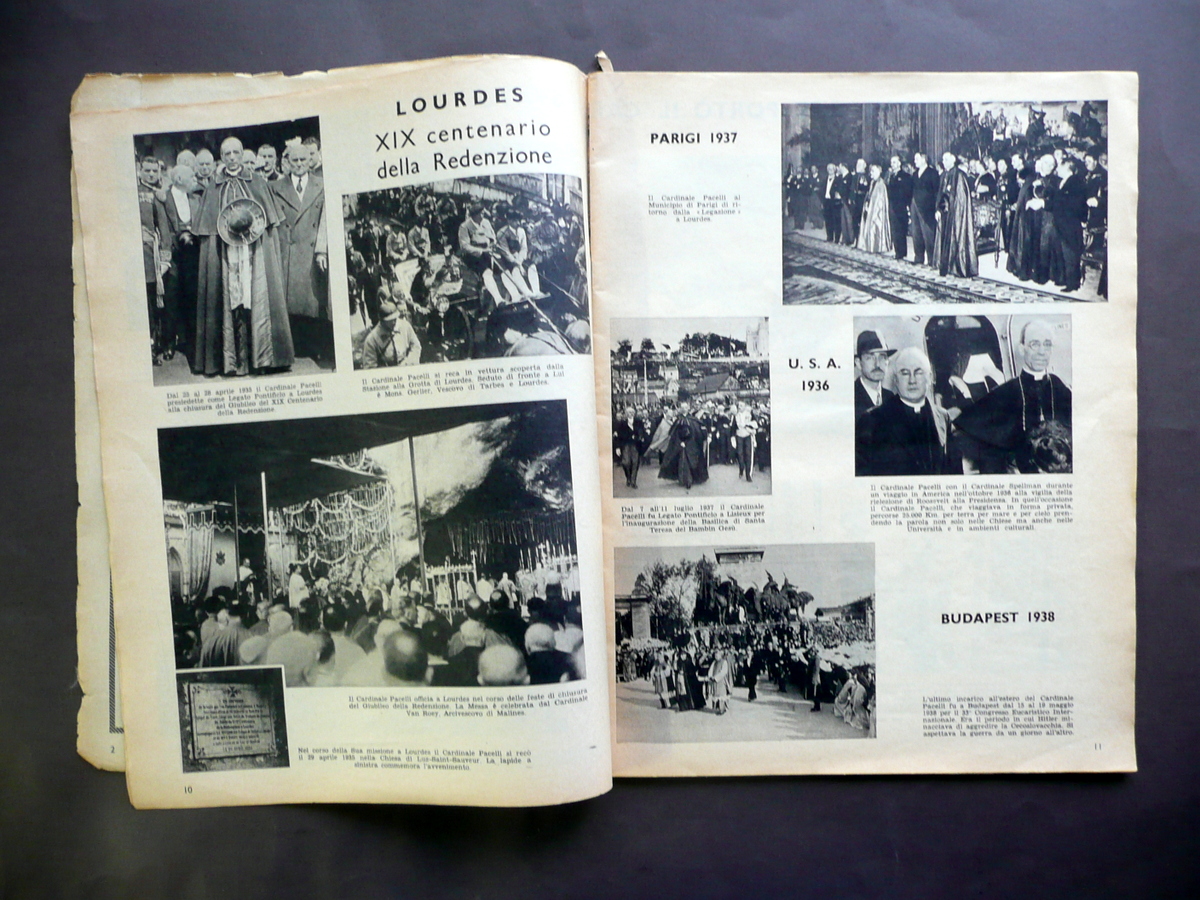 LOURDES
XIX centenario
della Redenzione
Dal 25 al 28 aprile 1935 il Cardinale Pacelli
presiedette come Legato Pontificio a Lourdes
alla chiusura del Giubileo del XIX Centenario
della Redenzione.
Il Cardinale Pacelli si reca in vettura scoperta dalla
Stazione alla Grotta di Lourdes. Seduto di fronte a Lui
è Mons. Gerlier, Vescovo di Tarbes e Lourdes.
Il Cardinale Pacelli officia a Lourdes nel corso delle feste di chiusura
del Giubileo della Redenzione. La Messa è celebrata dal Cardinale
Van Roey, Arcivescovo di Malines.
Nel corso della Sua missione a Lourdes il Cardinale Pacelli si recò
il 29 aprile 1935 nella Chiesa di Luz-Saint-Sauveur. La lapide a
sinistra commemora l'avvenimento.
2
10
PARIGI 1937
Il Cardinale Pacelli al
Municipio di Parigi di ri-
torno dalla «Legazione»
a Lourdes.
U. S. A.
1936
Dal 7 all'11 luglio 1937 il Cardinale
Pacelli fu Legato Pontificio a Lisieux per
l'inaugurazione della Basilica di Santa
Teresa del Bambin Gesù.
Il Cardinale Pacelli con il Cardinale Spellman durante
un viaggio in America nell'ottobre 1936 alla vigilia della
rielezione di Roosevelt alla Presidenza. In quell'occasione
il Cardinale Pacelli, che viaggiava in forma privata,
percorse 25.000 Km. per terra per mare e per cielo pren-
dendo la parola non solo nelle Chiese ma anche nelle
Università e in ambienti culturali.
BUDAPEST 1938
L'ultimo incarico all'estero del Cardinale
Pacelli fu a Budapest dal 15 al 18 maggio
1938 per il 33° Congresso Eucaristico Inter-
nazionale. Era il periodo in cui Hitler mi-
nacciava di aggredire la Cecoslovacchia. Si
aspettava la guerra da un giorno all'altro.
11